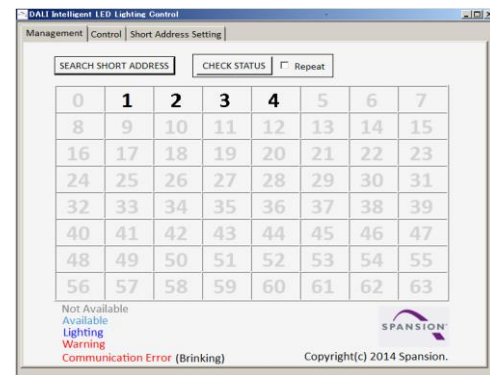 DALI Intelligent LED Lighting Control
Management Control Short Address Setting
SEARCH SHORT ADDRESS CHECK STATUS Repeat
0 1 2 3 4 5 6 7
8 9 10 11 12 13 14 15
16 17 18 19 20 21 22 23
24 25 26 27 28 29 30 31
32 33 34 35 36 37 38 39
40 41 42 43 44 45 46 47
48 49 50 51 52 53 54 55
56 57 58 59 60 61 62 63
Not Available
Available
Lighting
Warning
Communication Error (Brinking)
SPANSION
Copyright(c) 2014 Spansion.